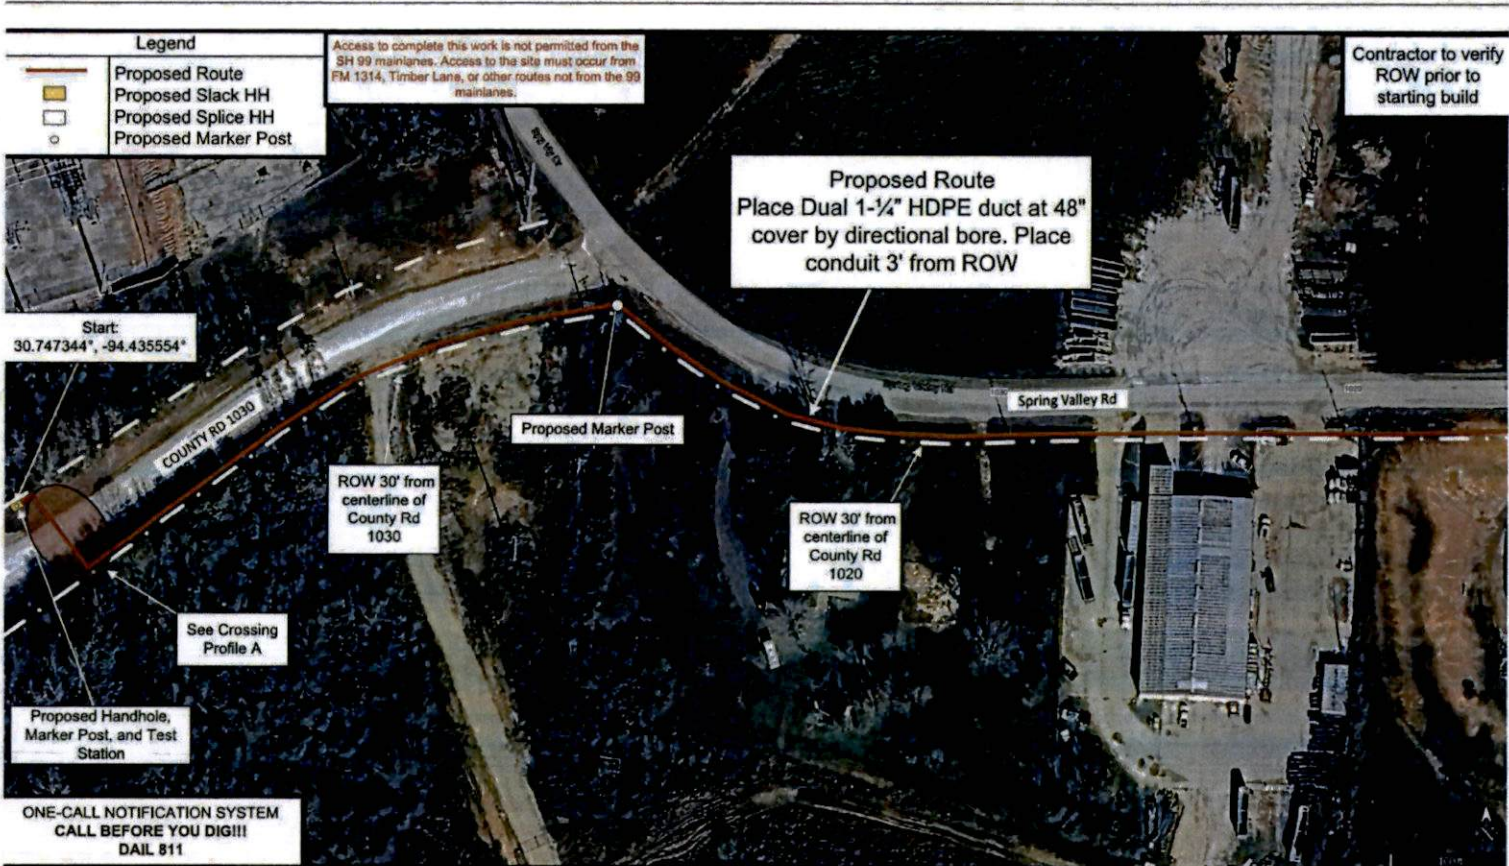 Legend
Proposed Route
Proposed Slack HH
Proposed Splice HH
Proposed Marker Post
Access to complete this work is not permitted from the
SH 99 mainlanes. Access to the site must occur from
FM 1314, Timber Lane, or other routes not from the 99
mainlanes.
Contractor to verify
ROW prior to
starting build
Proposed Route
Place Dual 1-¼" HDPE duct at 48"
cover by directional bore. Place
conduit 3' from ROW
Start:
30.747344°, -94.435554°
COUNTY RD 1030
Proposed Marker Post
1020
Spring Valley Rd
ROW 30' from
centerline of
County Rd
1030
ROW 30' from
centerline of
County Rd
1020
See Crossing
Profile A
Proposed Handhole,
Marker Post, and Test
Station
ONE-CALL NOTIFICATION SYSTEM
CALL BEFORE YOU DIG!!!
DAIL 811